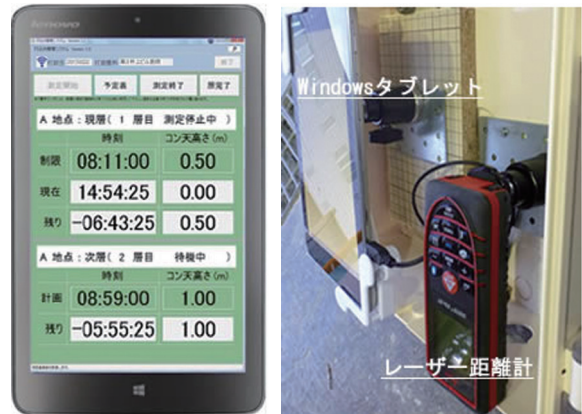 lenovo
測定開始 予定表 測定終了 層完了
A 地点:現層( 1 層目 測定停止中 )
時刻 コン天高さ(m)
制限 08:11:00 0.50
現在 14:54:25 0.00
残り -06:43:25 0.50
A 地点:次層( 2 層目 待機中 )
時刻 コン天高さ(m)
計画 08:59:00 1.00
残り -05:55:25 1.00
Windowsタブレット
レーザー距離計